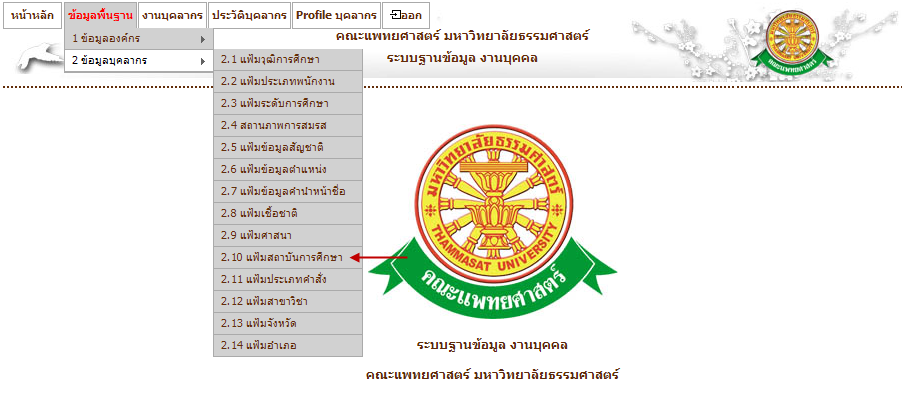 หน้าหลัก ข้อมูลพื้นฐาน งานบุคลากร ประวัติบุคลากร Profile บุคลากร ออก
คณะแพทยศาสตร์ มหาวิทยาลัยธรรมศาสตร์
ระบบฐานข้อมูล งานบุคคล
1 ข้อมูลองค์กร
2 ข้อมูลบุคลากร
2.1 แฟ้มวุฒิการศึกษา
2.2 แฟ้มประเภทพนักงาน
2.3 แฟ้มระดับการศึกษา
2.4 สถานภาพการสมรส
2.5 แฟ้มข้อมูลสัญชาติ
2.6 แฟ้มข้อมูลตำแหน่ง
2.7 แฟ้มข้อมูลคำนำหน้าชื่อ
2.8 แฟ้มเชื้อชาติ
2.9 แฟ้มศาสนา
2.10 แฟ้มสถาบันการศึกษา
2.11 แฟ้มประเภทคำสั่ง
2.12 แฟ้มสาขาวิชา
2.13 แฟ้มจังหวัด
2.14 แฟ้มอำเภอ
มหาวิทยาลัยธรรมศาสตร์
THAMMASAT UNIVERSITY
คณะแพทยศาสตร์
ระบบฐานข้อมูล งานบุคคล
คณะแพทยศาสตร์ มหาวิทยาลัยธรรมศาสตร์